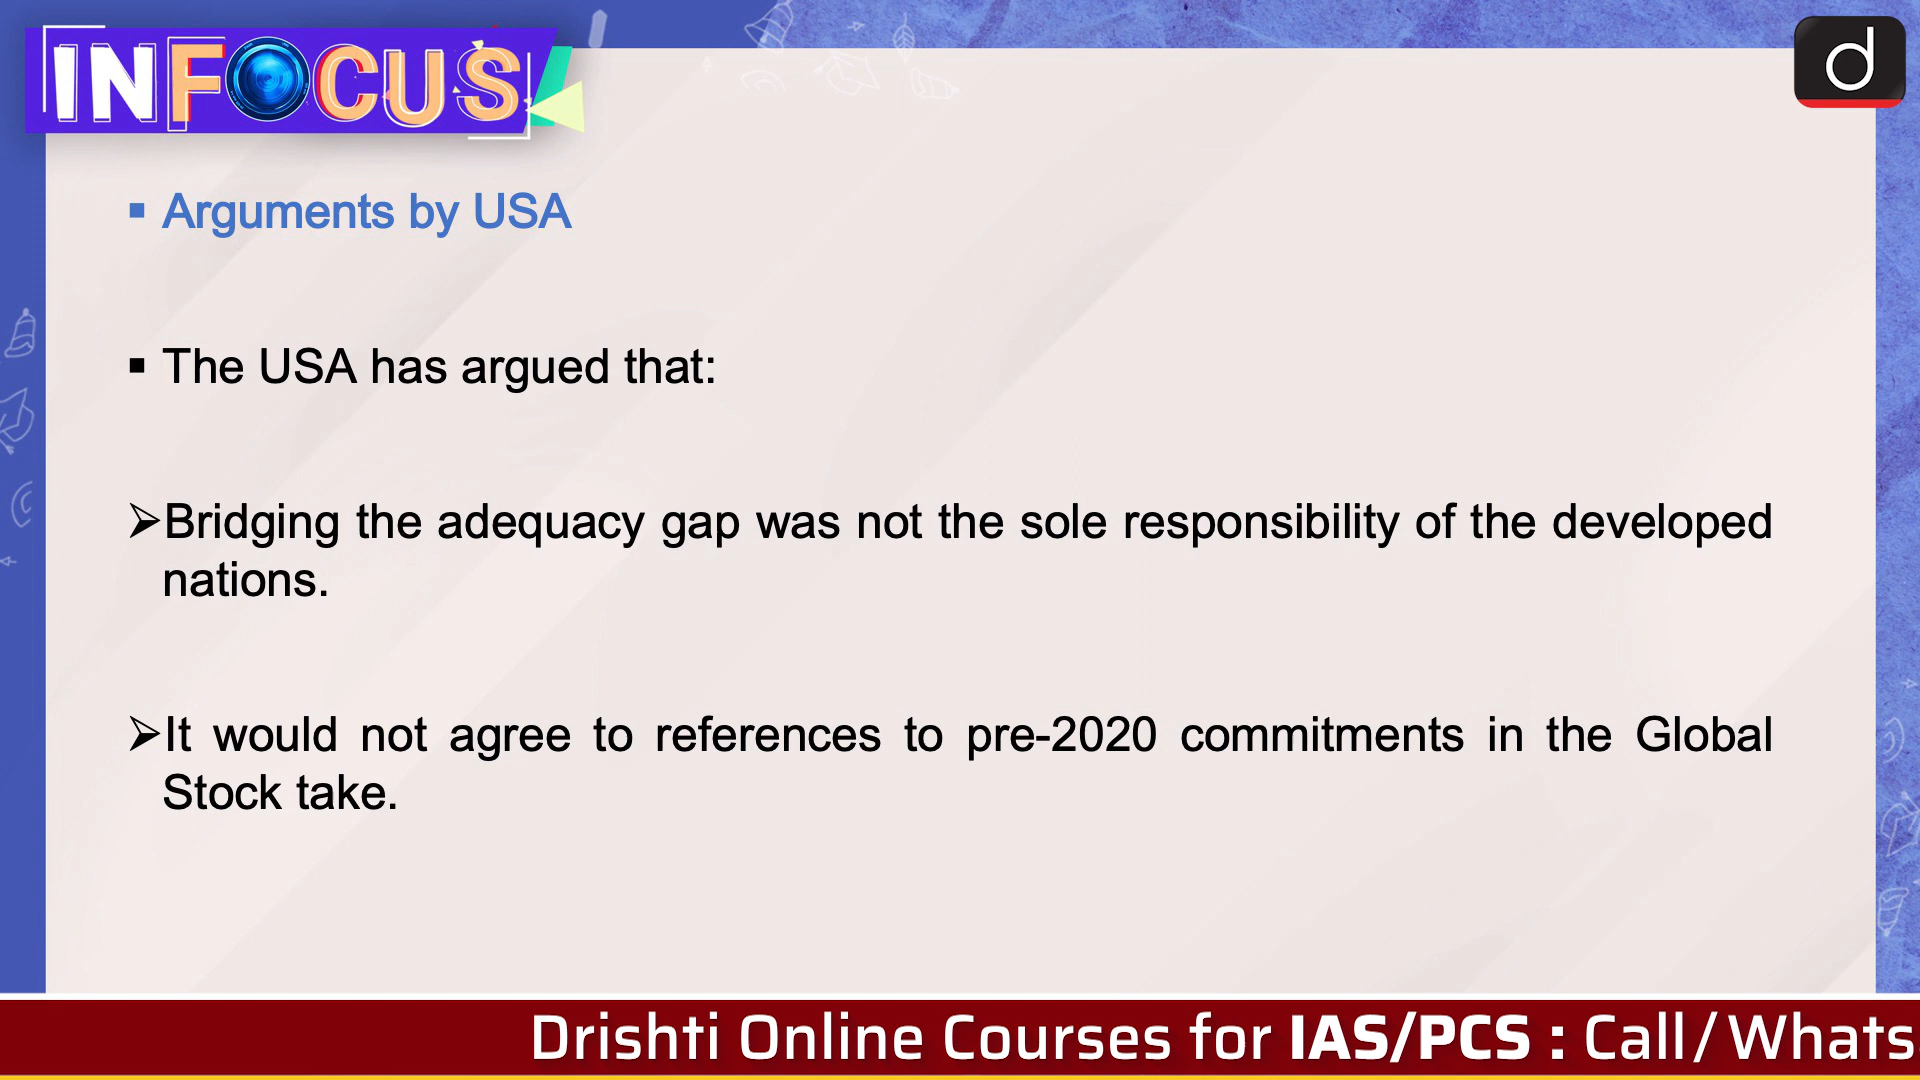 INFOCUS
d
▪ Arguments by USA
▪ The USA has argued that:
➢Bridging the adequacy gap was not the sole responsibility of the developed
nations.
➢It would not agree to references to pre-2020 commitments in the Global
Stock take.
Drishti Online Courses for IAS/PCS : Call/Whats